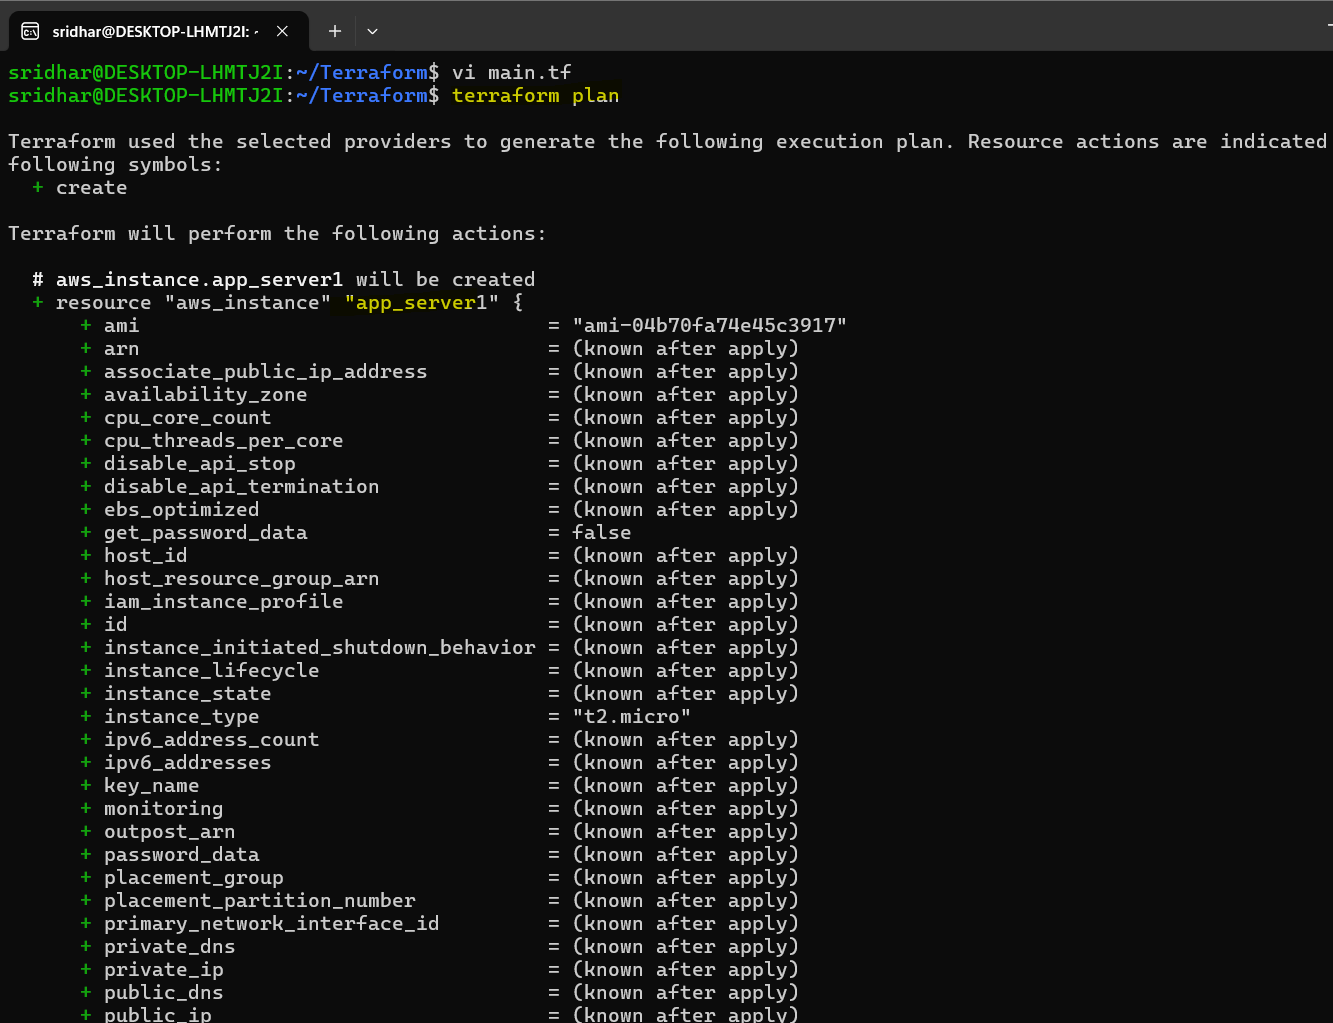 sridhar@DESKTOP-LHMTJ2I: ~
sridhar@DESKTOP-LHMTJ2I:~/Terraform$ vi main.tf
sridhar@DESKTOP-LHMTJ2I:~/Terraform$ terraform plan
Terraform used the selected providers to generate the following execution plan. Resource actions are indicated
following symbols:
+ create
Terraform will perform the following actions:
# aws_instance.app_server1 will be created
+ resource "aws_instance" "app_server1" {
+ ami = "ami-04b70fa74e45c3917"
+ arn = (known after apply)
+ associate_public_ip_address = (known after apply)
+ availability_zone = (known after apply)
+ cpu_core_count = (known after apply)
+ cpu_threads_per_core = (known after apply)
+ disable_api_stop = (known after apply)
+ disable_api_termination = (known after apply)
+ ebs_optimized = (known after apply)
+ get_password_data = false
+ host_id = (known after apply)
+ host_resource_group_arn = (known after apply)
+ iam_instance_profile = (known after apply)
+ id = (known after apply)
+ instance_initiated_shutdown_behavior = (known after apply)
+ instance_lifecycle = (known after apply)
+ instance_state = (known after apply)
+ instance_type = "t2.micro"
+ ipv6_address_count = (known after apply)
+ ipv6_addresses = (known after apply)
+ key_name = (known after apply)
+ monitoring = (known after apply)
+ outpost_arn = (known after apply)
+ password_data = (known after apply)
+ placement_group = (known after apply)
+ placement_partition_number = (known after apply)
+ primary_network_interface_id = (known after apply)
+ private_dns = (known after apply)
+ private_ip = (known after apply)
+ public_dns = (known after apply)
+ public_ip = (known after apply)